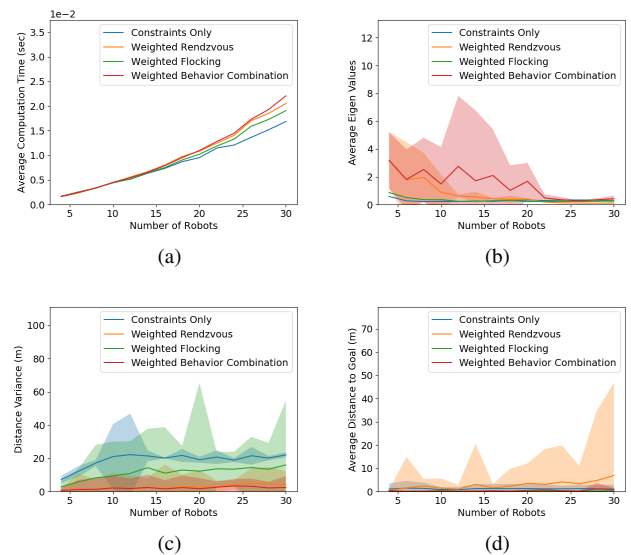 1e−2
Average Computation Time (sec)
3.5
3.0
2.5
2.0
1.5
1.0
0.5
0.0
Constraints Only
Weighted Rendzvous
Weighted Flocking
Weighted Behavior Combination
5 10 15 20 25 30
Number of Robots
(a)
Average Eigen Values
12
10
8
6
4
2
0
Constraints Only
Weighted Rendzvous
Weighted Flocking
Weighted Behavior Combination
5 10 15 20 25 30
Number of Robots
(b)
Distance Variance (m)
100
80
60
40
20
0
Constraints Only
Weighted Rendzvous
Weighted Flocking
Weighted Behavior Combination
5 10 15 20 25 30
Number of Robots
(c)
Average Distance to Goal (m)
70
60
50
40
30
20
10
0
Constraints Only
Weighted Rendzvous
Weighted Flocking
Weighted Behavior Combination
5 10 15 20 25 30
Number of Robots
(d)